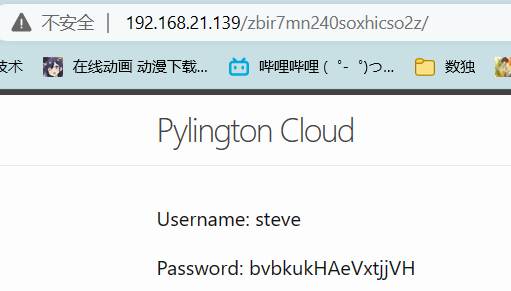 不安全 | 192.168.21.139/zbir7mn240soxhicso2z/
技术 在线动画 动漫下载... 哔哩哔哩 ( ゜- ゜)つ... 数独
Pylington Cloud
Username: steve
Password: bvbkukHAeVxtjjVH